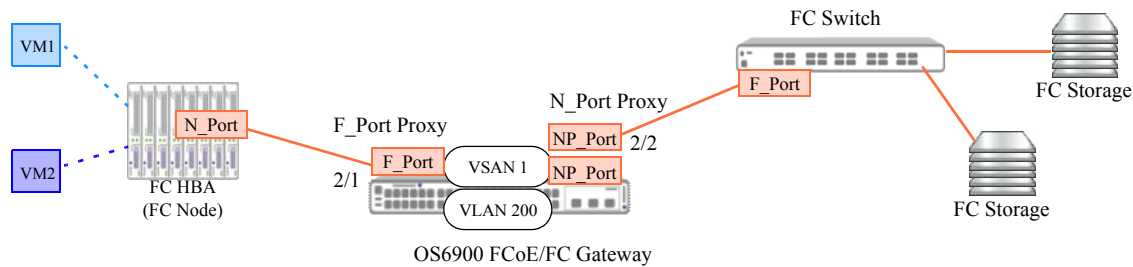 FC Switch
VM1
F_Port
FC Storage
N_Port Proxy
N_Port
F_Port Proxy
NP_Port
2/2
VM2
F_Port
VSAN 1
NP_Port
2/1
FC HBA
(FC Node)
VLAN 200
FC Storage
OS6900 FCoE/FC Gateway